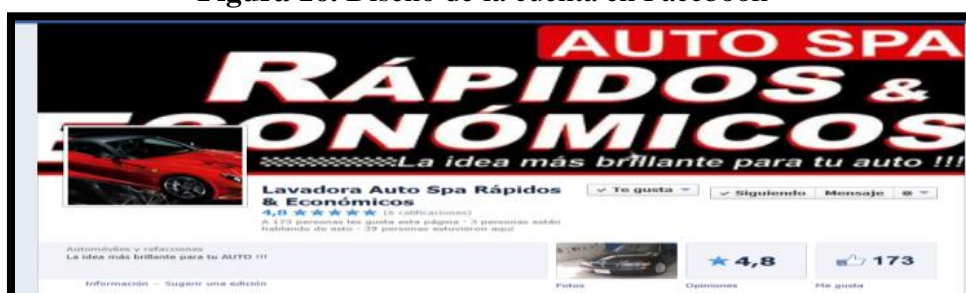 Figura 16. Diseño de la cuenta en Facebook
AUTO SPA
RÁPIDOS &
ECONÓMICOS
La idea más brillante para tu auto !!!
Lavadora Auto Spa Rápidos
& Económicos
4,8 ★★★★★ (6 calificaciones)
A 173 personas les gusta esta página · 3 personas están
hablando de esto · 39 personas estuvieron aquí
Te gusta
Siguiendo
Mensaje
Automóviles y refacciones
La idea más brillante para tu AUTO !!!
Información – Sugerir una edición
Fotos
★ 4,8
Opiniones
173
Me gusta